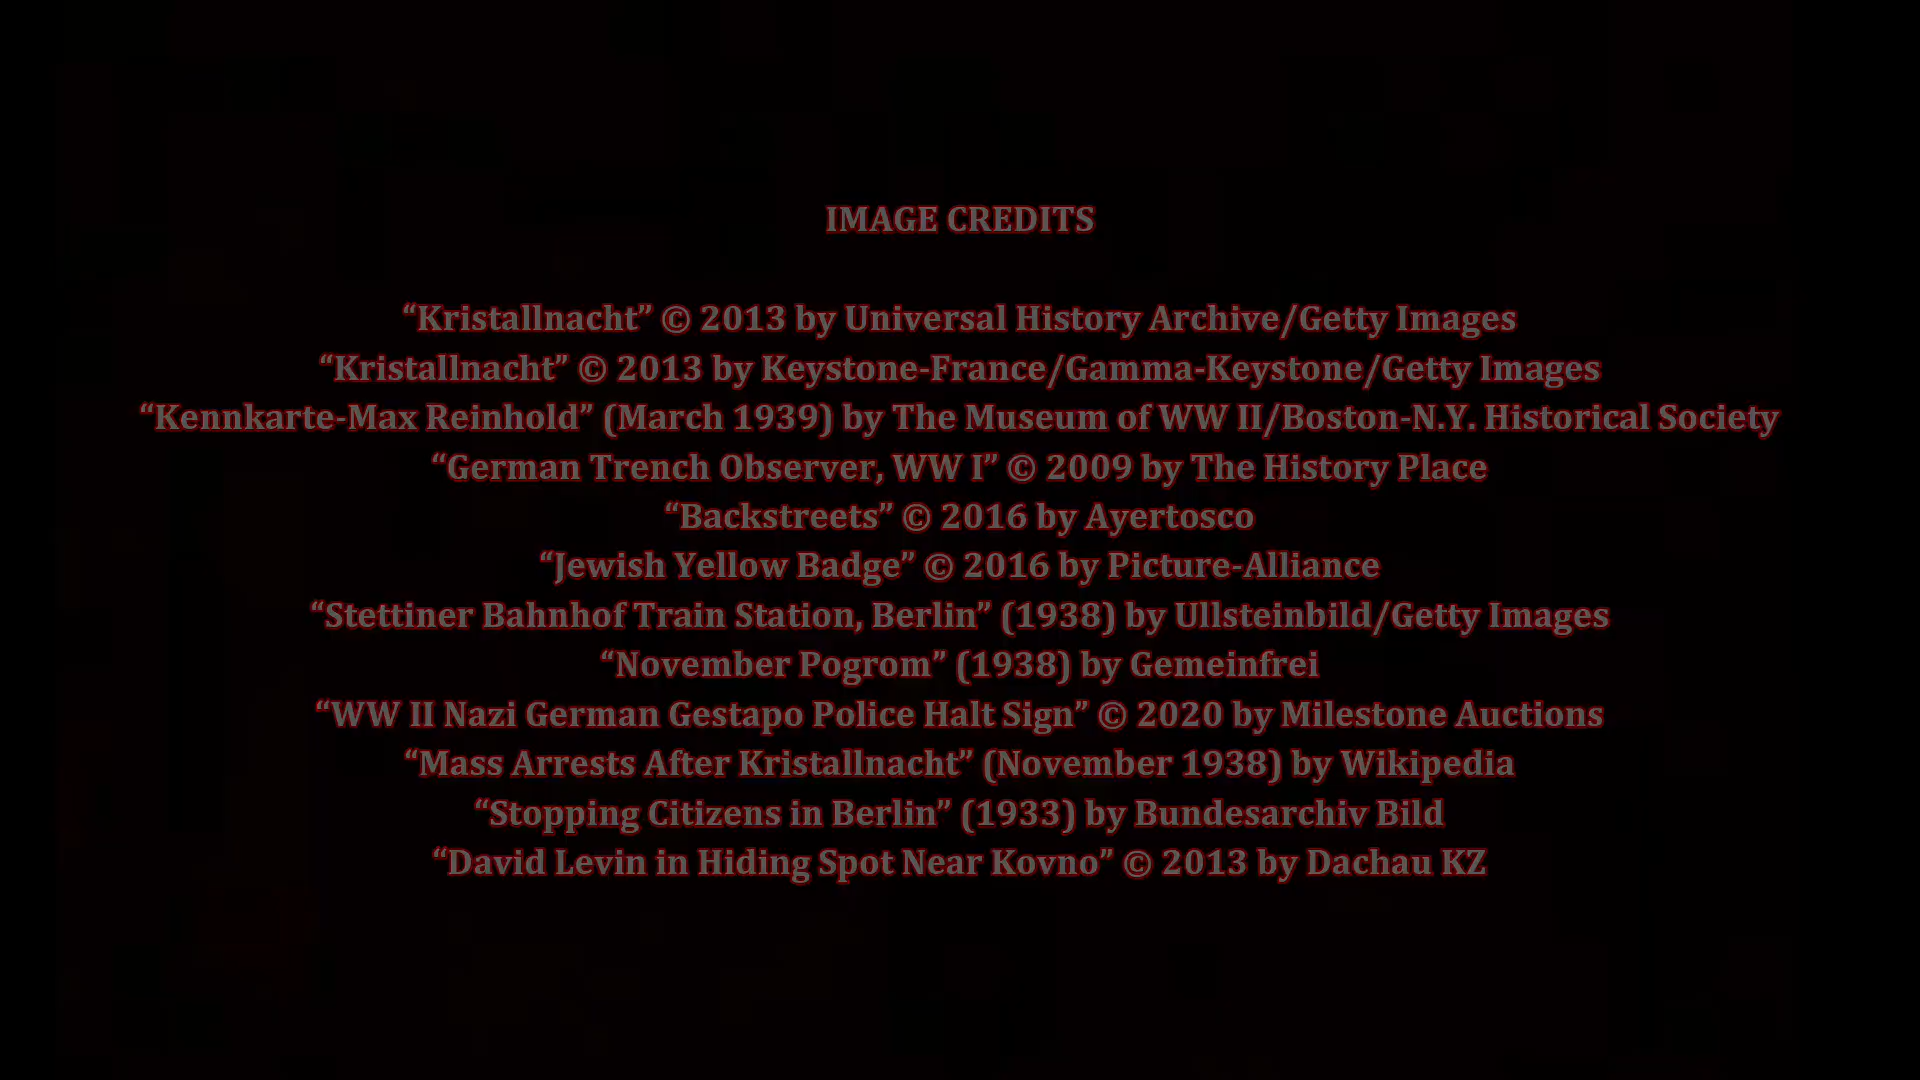 IMAGE CREDITS
“Kristallnacht” © 2013 by Universal History Archive/Getty Images
“Kristallnacht” © 2013 by Keystone-France/Gamma-Keystone/Getty Images
“Kennkarte-Max Reinhold” (March 1939) by The Museum of WW II/Boston-N.Y. Historical Society
“German Trench Observer, WW I” © 2009 by The History Place
“Backstreets” © 2016 by Ayertosco
“Jewish Yellow Badge” © 2016 by Picture-Alliance
“Stettiner Bahnhof Train Station, Berlin” (1938) by Ullsteinbild/Getty Images
“November Pogrom” (1938) by Gemeinfrei
“WW II Nazi German Gestapo Police Halt Sign” © 2020 by Milestone Auctions
“Mass Arrests After Kristallnacht” (November 1938) by Wikipedia
“Stopping Citizens in Berlin” (1933) by Bundesarchiv Bild
“David Levin in Hiding Spot Near Kovno” © 2013 by Dachau KZ